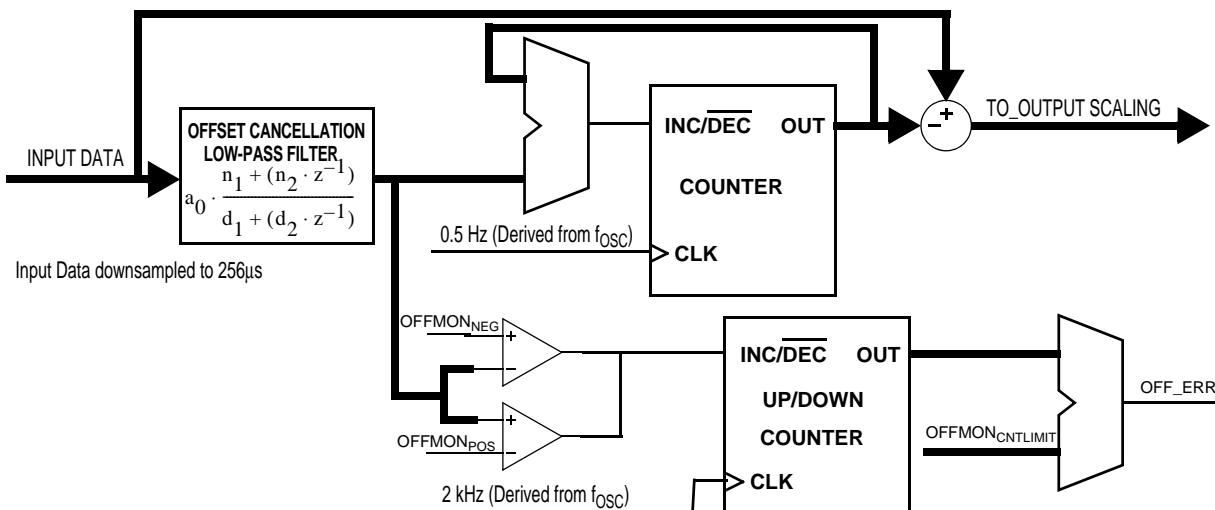 INPUT DATA
OFFSET CANCELLATION
LOW-PASS FILTER
a0 · n1 + (n2 · z−1)
d1 + (d2 · z−1)
Input Data downsampled to 256µs
INC/DEC OUT
COUNTER
CLK
0.5 Hz (Derived from fOSC)
− +
TO_OUTPUT SCALING
OFFMONNEG
+
−
+
−
OFFMONPOS
2 kHz (Derived from fOSC)
INC/DEC OUT
UP/DOWN
COUNTER
CLK
OFFMONCNTLIMIT
OFF_ERR